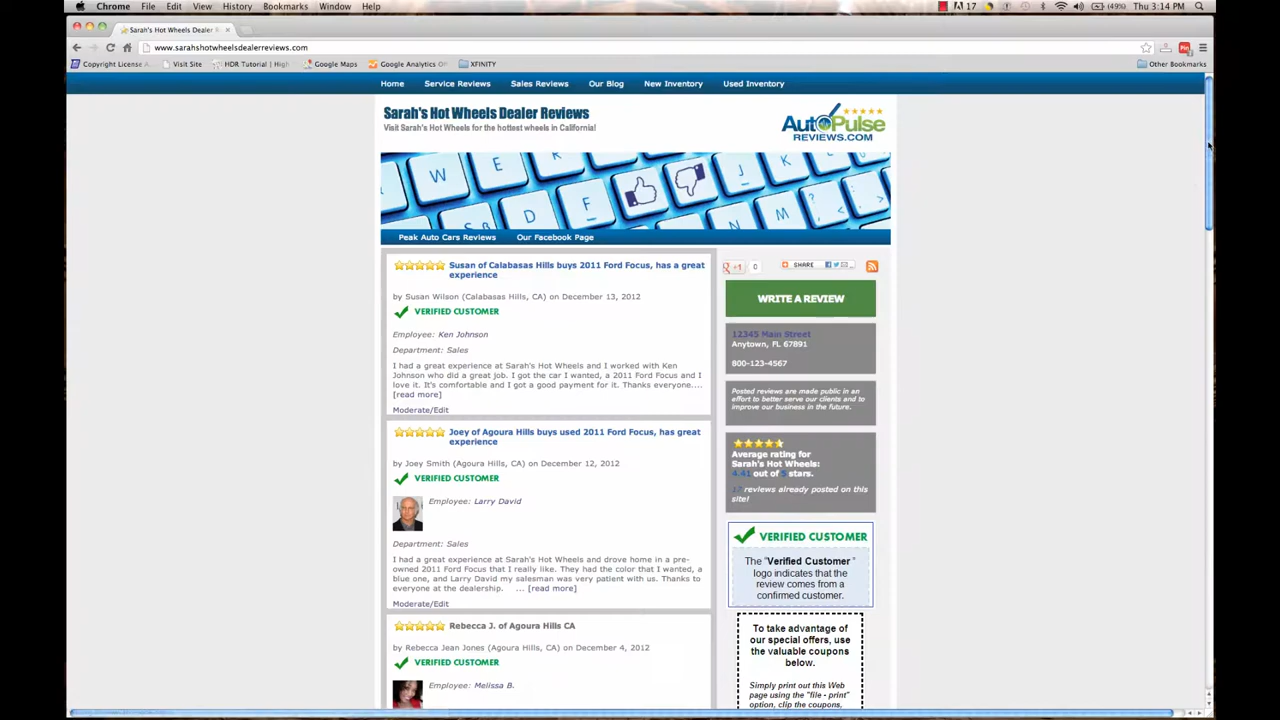 Chrome File Edit View History Bookmarks Window Help
17 (49%) Thu 3:14 PM
Sarah's Hot Wheels Dealer R
www.sarahshotwheelsdealerreviews.com
Copyright License A Visit Site HDR Tutorial | High Google Maps Google Analytics Of XFINITY Other Bookmarks
Home Service Reviews Sales Reviews Our Blog New Inventory Used Inventory
Sarah's Hot Wheels Dealer Reviews
Visit Sarah's Hot Wheels for the hottest wheels in California!
AutoPulse
REVIEWS.COM
W E R J K L
D F N M
Peak Auto Cars Reviews Our Facebook Page
Susan of Calabasas Hills buys 2011 Ford Focus, has a great
experience
by Susan Wilson (Calabasas Hills, CA) on December 13, 2012
VERIFIED CUSTOMER
Employee: Ken Johnson
Department: Sales
I had a great experience at Sarah's Hot Wheels and I worked with Ken
Johnson who did a great job. I got the car I wanted, a 2011 Ford Focus and I
love it. It's comfortable and I got a good payment for it. Thanks everyone....
[read more]
Moderate/Edit
Joey of Agoura Hills buys used 2011 Ford Focus, has great
experience
by Joey Smith (Agoura Hills, CA) on December 12, 2012
VERIFIED CUSTOMER
Employee: Larry David
Department: Sales
I had a great experience at Sarah's Hot Wheels and drove home in a pre-
owned 2011 Ford Focus that I really like. They had the color that I wanted, a
blue one, and Larry David my salesman was very patient with us. Thanks to
everyone at the dealership. ... [read more]
Moderate/Edit
Rebecca J. of Agoura Hills CA
by Rebecca Jean Jones (Agoura Hills, CA) on December 4, 2012
VERIFIED CUSTOMER
Employee: Melissa B.
+1 0 SHARE
WRITE A REVIEW
12345 Main Street
Anytown, FL 67891
800-123-4567
Posted reviews are made public in an
effort to better serve our clients and to
improve our business in the future.
Average rating for
Sarah's Hot Wheels:
4.41 out of 5 stars.
17 reviews already posted on this
site!
VERIFIED CUSTOMER
The "Verified Customer "
logo indicates that the
review comes from a
confirmed customer.
To take advantage of
our special offers, use
the valuable coupons
below.
Simply print out this Web
page using the "file - print"
option, clip the coupons,